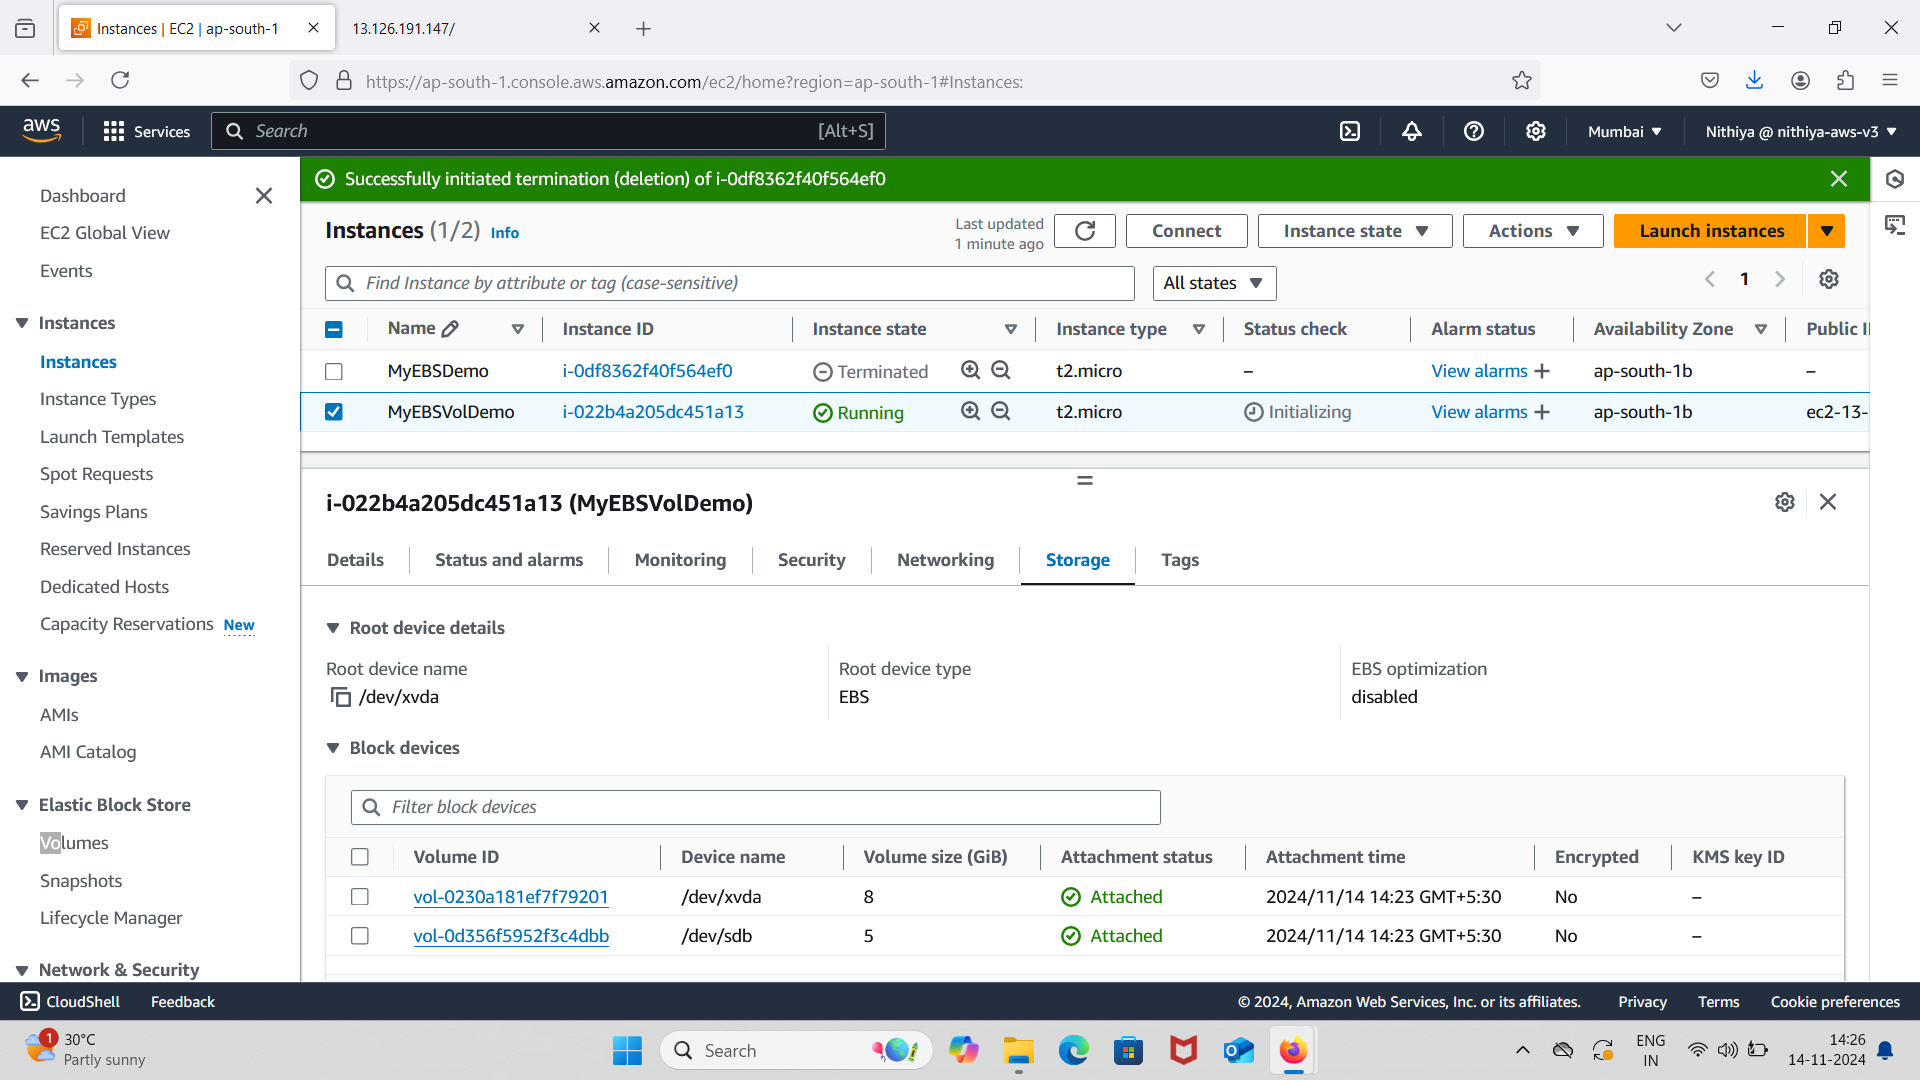 Instances | EC2 | ap-south-1
13.126.191.147/
https://ap-south-1.console.aws.amazon.com/ec2/home?region=ap-south-1#Instances:
aws
Services
Search
[Alt+S]
Mumbai
Nithiya @ nithiya-aws-v3
Dashboard
EC2 Global View
Events
Instances
Instances
Instance Types
Launch Templates
Spot Requests
Savings Plans
Reserved Instances
Dedicated Hosts
Capacity Reservations New
Images
AMIs
AMI Catalog
Elastic Block Store
Volumes
Snapshots
Lifecycle Manager
Network & Security
Successfully initiated termination (deletion) of i-0df8362f40f564ef0
Instances (1/2) Info
Last updated
1 minute ago
Connect
Instance state
Actions
Launch instances
Find Instance by attribute or tag (case-sensitive)
All states
1
Name Instance ID Instance state Instance type Status check Alarm status Availability Zone Public I
MyEBSDemo i-0df8362f40f564ef0 Terminated t2.micro – View alarms + ap-south-1b –
MyEBSVolDemo i-022b4a205dc451a13 Running t2.micro Initializing View alarms + ap-south-1b ec2-13-
i-022b4a205dc451a13 (MyEBSVolDemo)
Details Status and alarms Monitoring Security Networking Storage Tags
Root device details
Root device name Root device type EBS optimization
/dev/xvda EBS disabled
Block devices
Filter block devices
Volume ID Device name Volume size (GiB) Attachment status Attachment time Encrypted KMS key ID
vol-0230a181ef7f79201 /dev/xvda 8 Attached 2024/11/14 14:23 GMT+5:30 No –
vol-0d356f5952f3c4dbb /dev/sdb 5 Attached 2024/11/14 14:23 GMT+5:30 No –
CloudShell Feedback
© 2024, Amazon Web Services, Inc. or its affiliates. Privacy Terms Cookie preferences
1
30°C
Partly sunny
Search
ENG
IN
14:26
14-11-2024